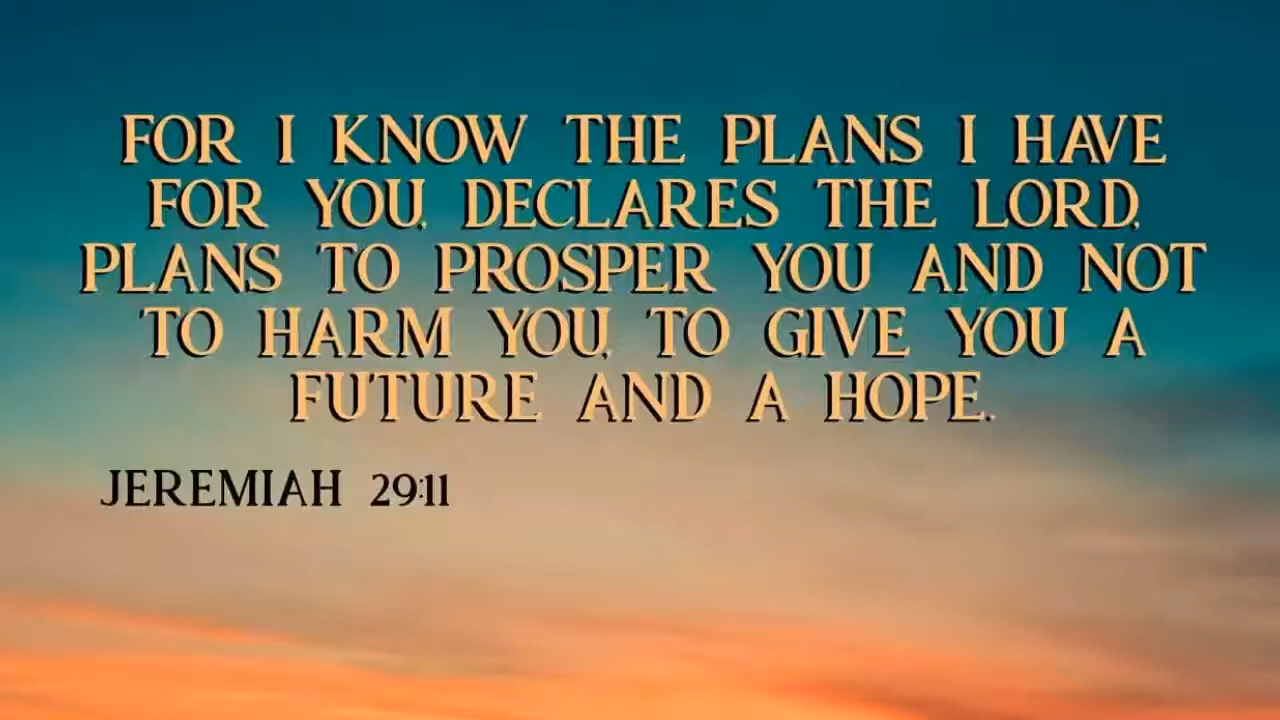 FOR I KNOW THE PLANS I HAVE
FOR YOU, DECLARES THE LORD,
PLANS TO PROSPER YOU AND NOT
TO HARM YOU, TO GIVE YOU A
FUTURE AND A HOPE.
JEREMIAH 29:11